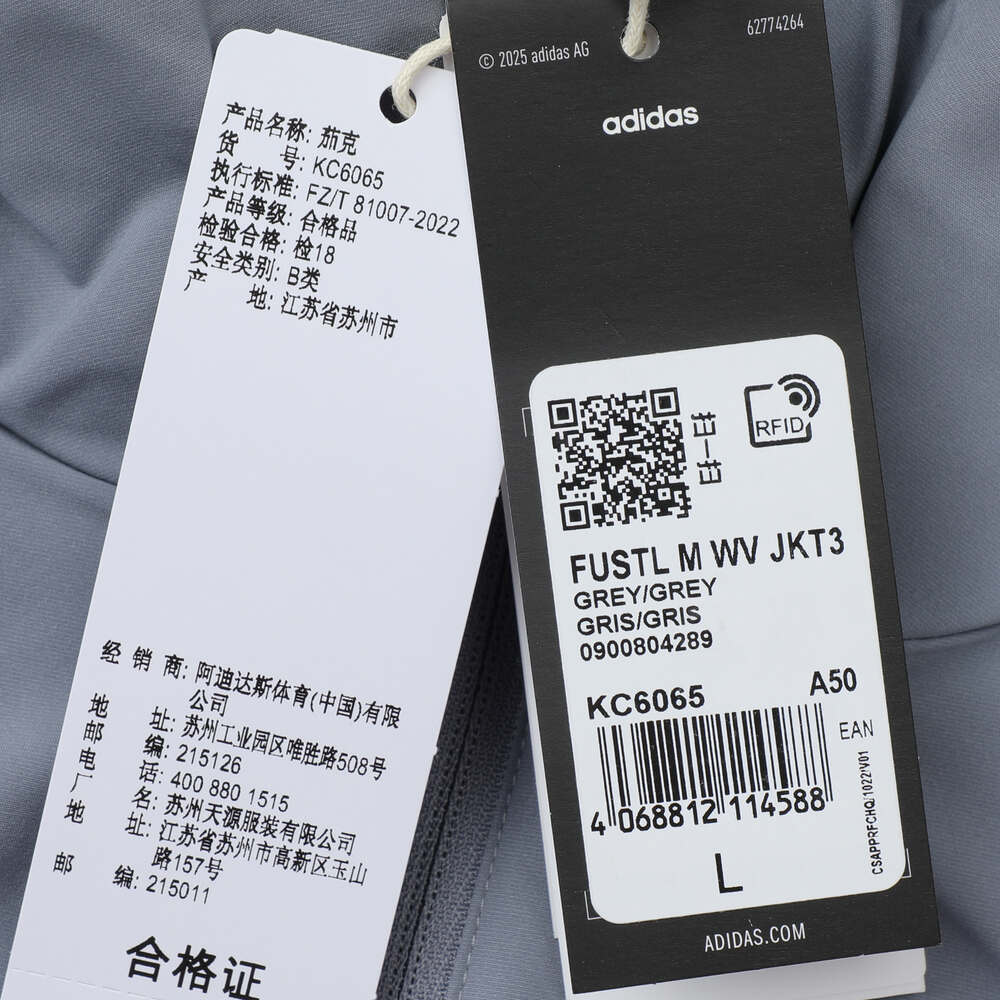 产品名称: 茄克
货 号: KC6065
执行标准: FZ/T 81007-2022
产品等级: 合格品
检验合格: 检18
安全类别: B类
产 地: 江苏省苏州市
经 销 商: 阿迪达斯体育(中国)有限
公司
地 址: 苏州工业园区唯胜路508号
邮 编: 215126
电 话: 400 880 1515
厂 名: 苏州天源服装有限公司
地 址: 江苏省苏州市高新区玉山
路157号
邮 编: 215011
合格证
© 2025 adidas AG
62774264
adidas
扫一扫
RFID
FUSTL M WV JKT3
GREY/GREY
GRIS/GRIS
0900804289
KC6065
A50
EAN
4 068812 114588
CSAPPRFCHQ/10221V01
L
ADIDAS.COM